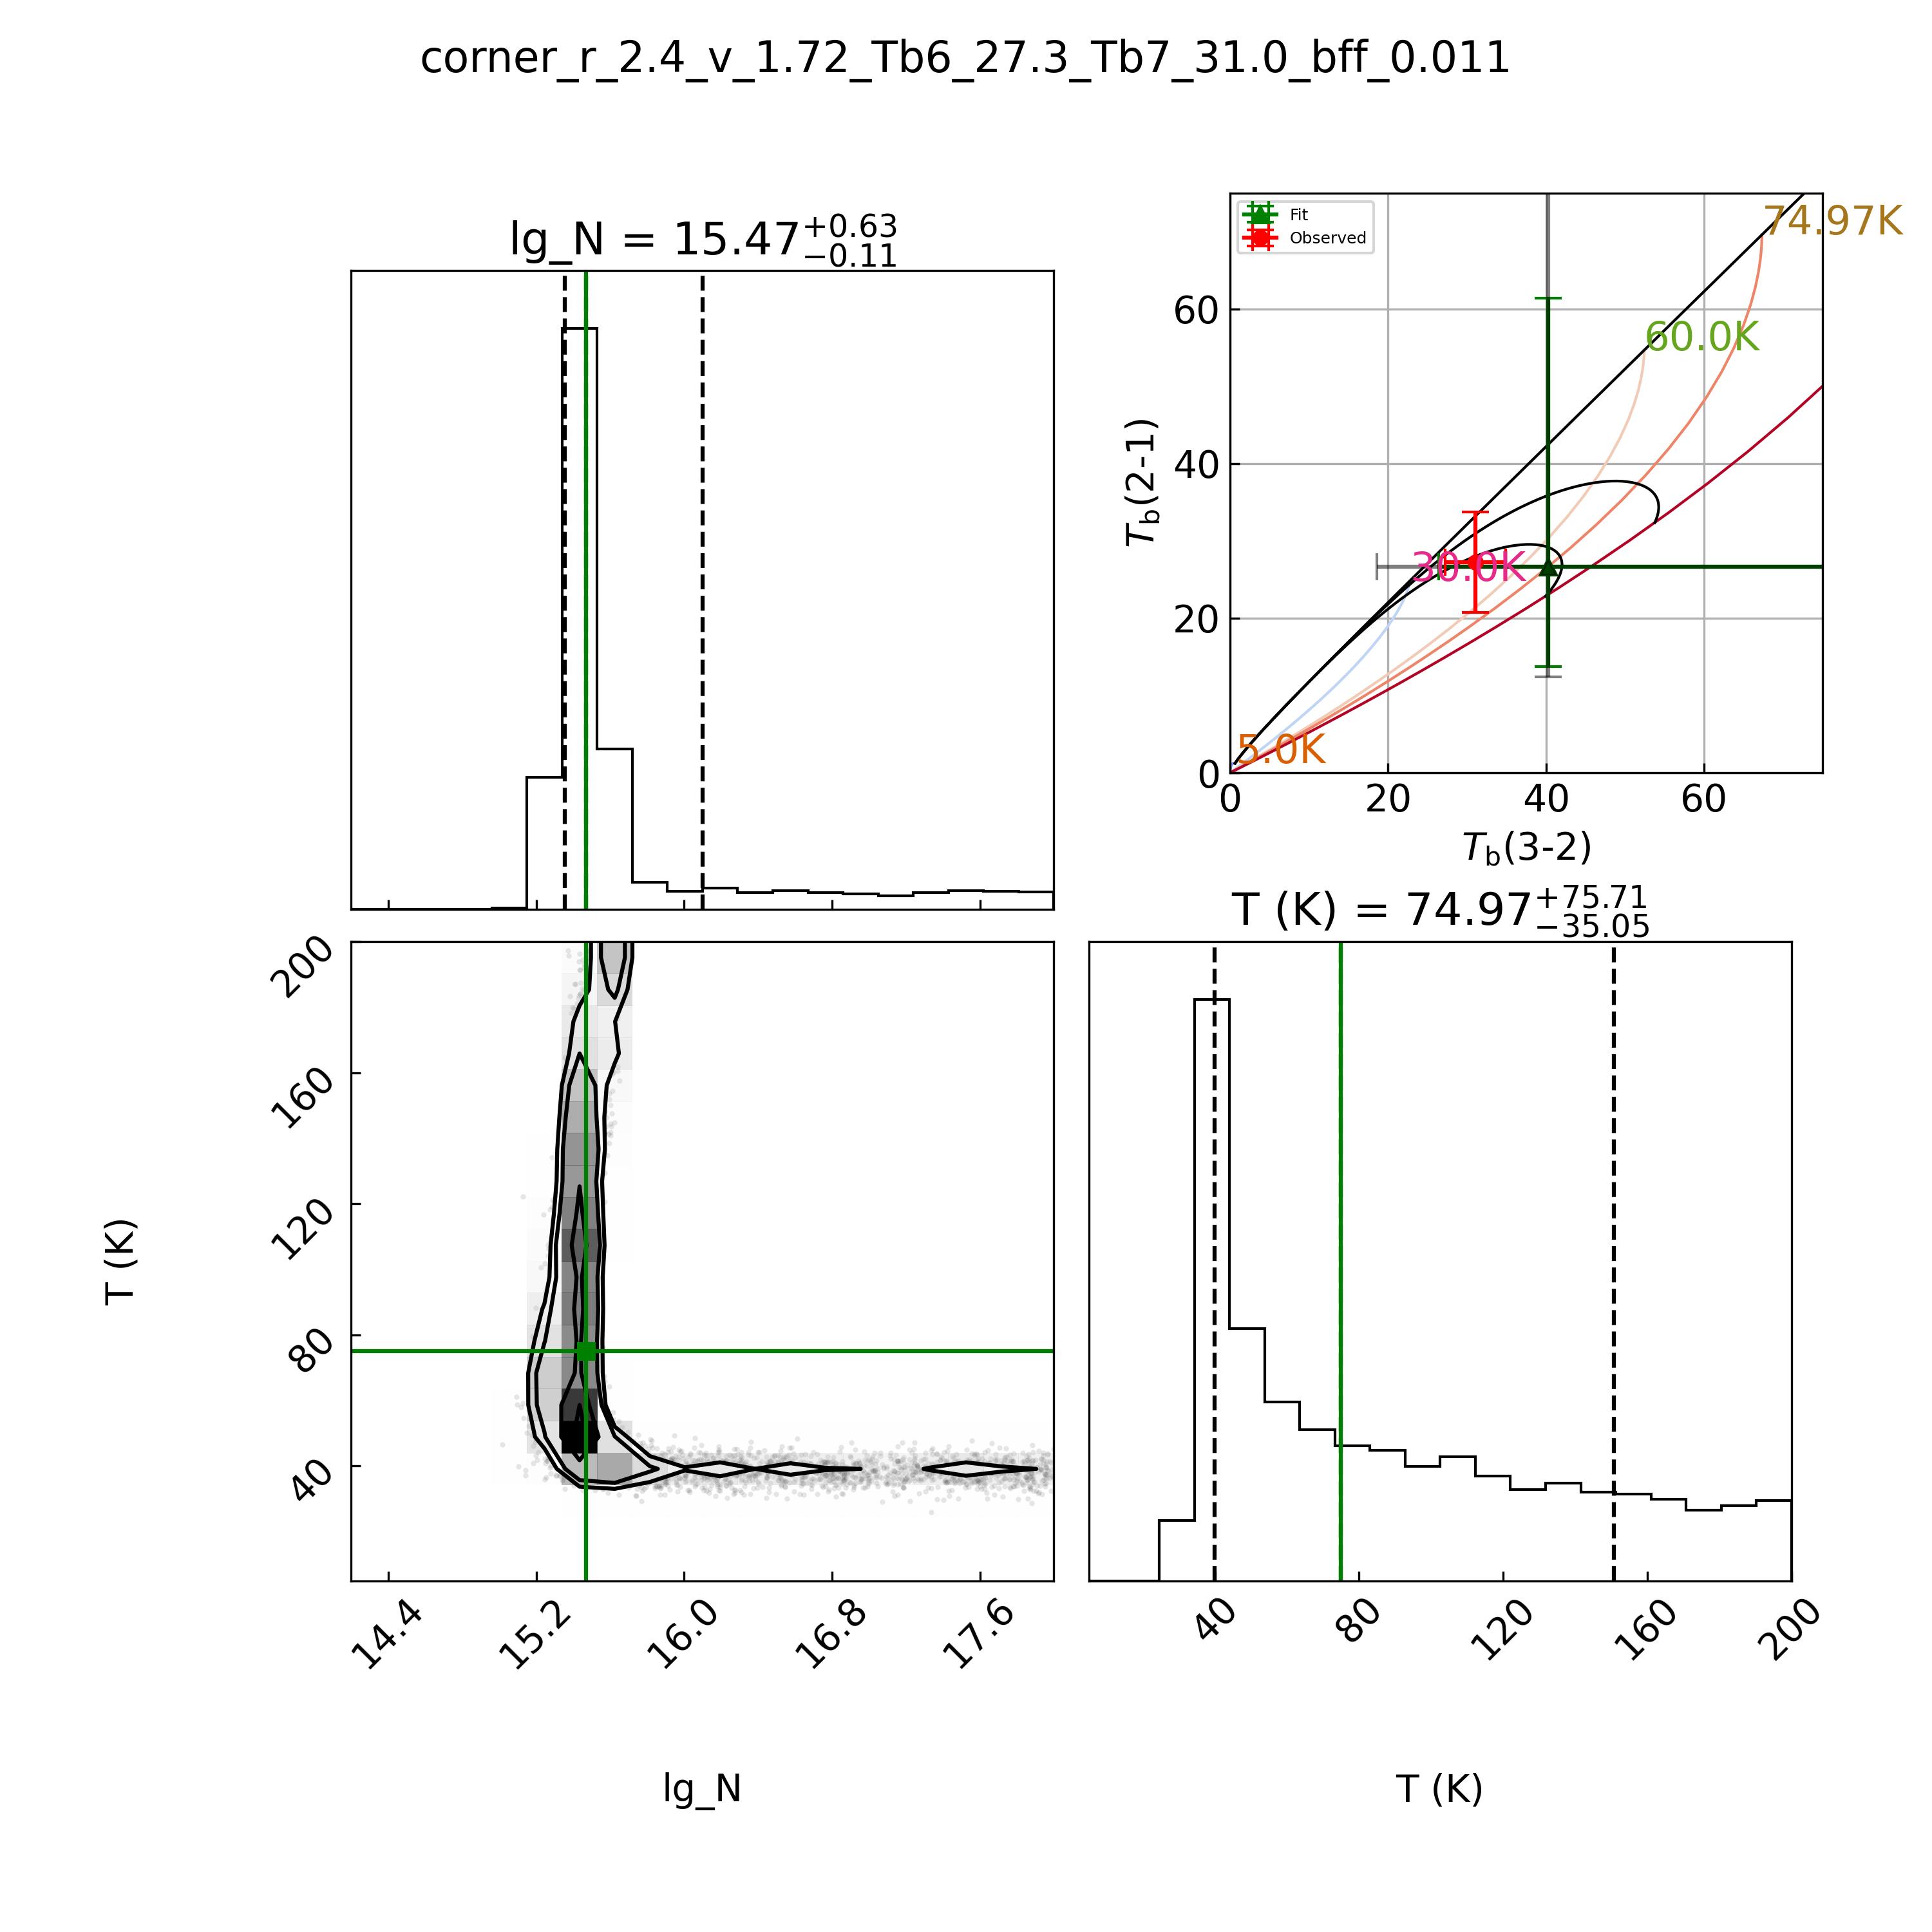 corner_r_2.4_v_1.72_Tb6_27.3_Tb7_31.0_bff_0.011
lg_N = 15.47+0.63−0.11
Fit
Observed
74.97K
60.0K
30.0K
5.0K
60
40
20
0
Tb(2-1)
0 20 40 60
Tb(3-2)
T (K) = 74.97+75.71−35.05
200
160
120
80
40
T (K)
14.4 15.2 16.0 16.8 17.6
lg_N
40 80 120 160 200
T (K)